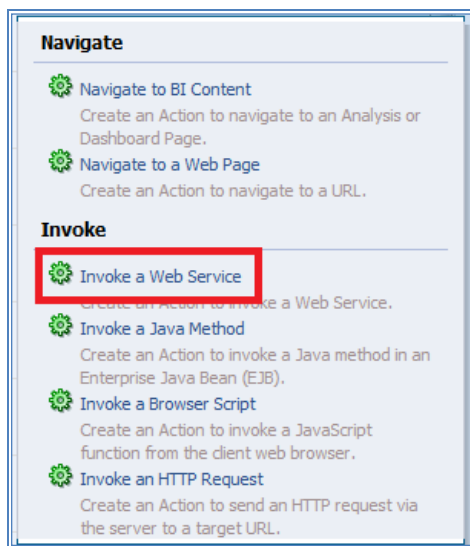 Navigate
Navigate to BI Content
Create an Action to navigate to an Analysis or
Dashboard Page.
Navigate to a Web Page
Create an Action to navigate to a URL.
Invoke
Invoke a Web Service
Create an Action to invoke a Web Service.
Invoke a Java Method
Create an Action to invoke a Java method in an
Enterprise Java Bean (EJB).
Invoke a Browser Script
Create an Action to invoke a JavaScript
function from the client web browser.
Invoke an HTTP Request
Create an Action to send an HTTP request via
the server to a target URL.